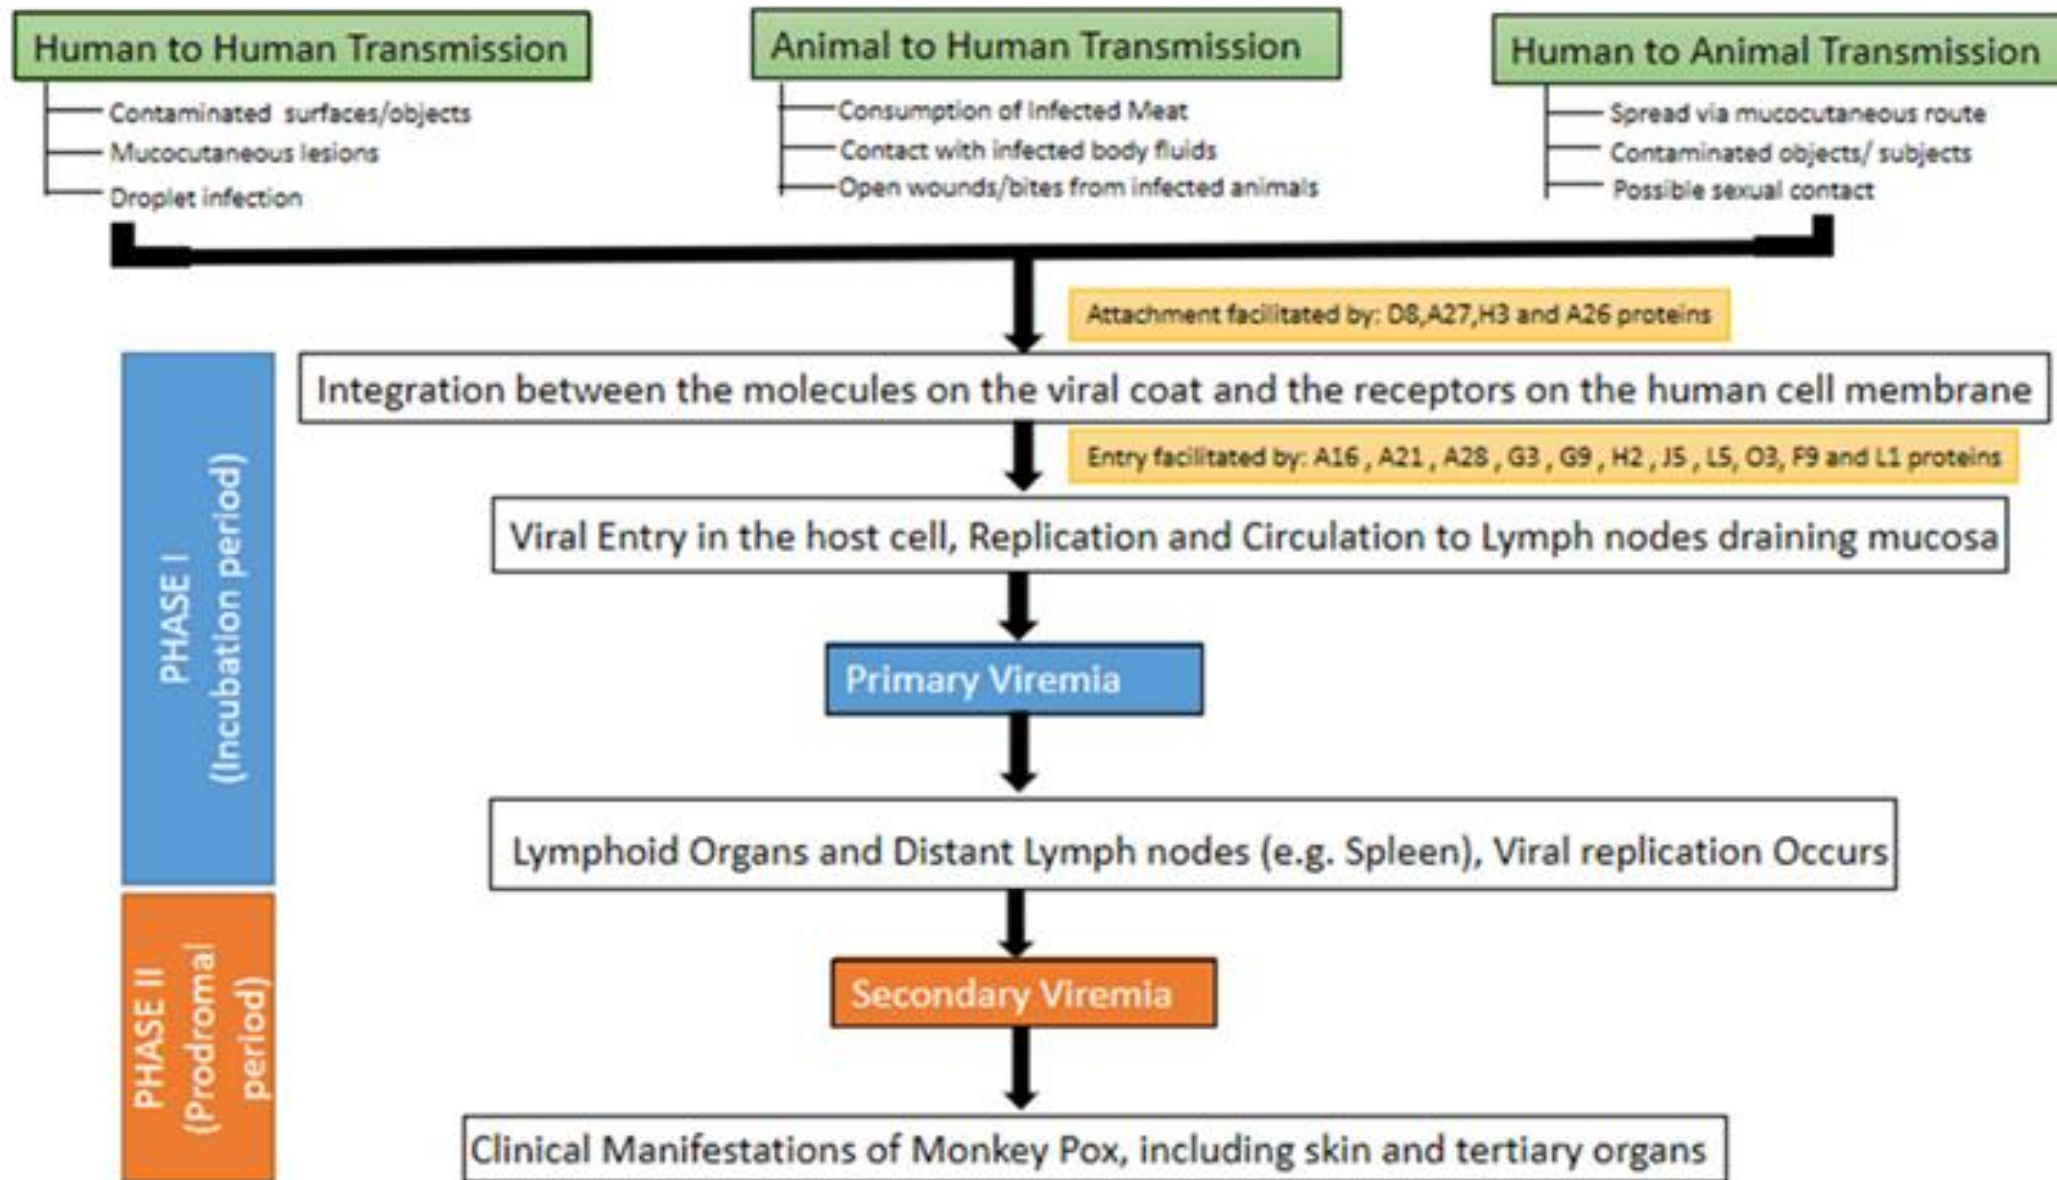 Human to Human Transmission
Contaminated surfaces/objects
Mucocutaneous lesions
Droplet infection
Animal to Human Transmission
Consumption of Infected Meat
Contact with infected body fluids
Open wounds/bites from infected animals
Human to Animal Transmission
Spread via mucocutaneous route
Contaminated objects/ subjects
Possible sexual contact
Attachment facilitated by: D8,A27,H3 and A26 proteins
Integration between the molecules on the viral coat and the receptors on the human cell membrane
Entry facilitated by: A16 , A21 , A28 , G3 , G9 , H2 , J5 , L5, O3, F9 and L1 proteins
Viral Entry in the host cell, Replication and Circulation to Lymph nodes draining mucosa
Primary Viremia
Lymphoid Organs and Distant Lymph nodes (e.g. Spleen), Viral replication Occurs
Secondary Viremia
Clinical Manifestations of Monkey Pox, including skin and tertiary organs
PHASE I
(Incubation period)
PHASE II
(Prodromal
period)